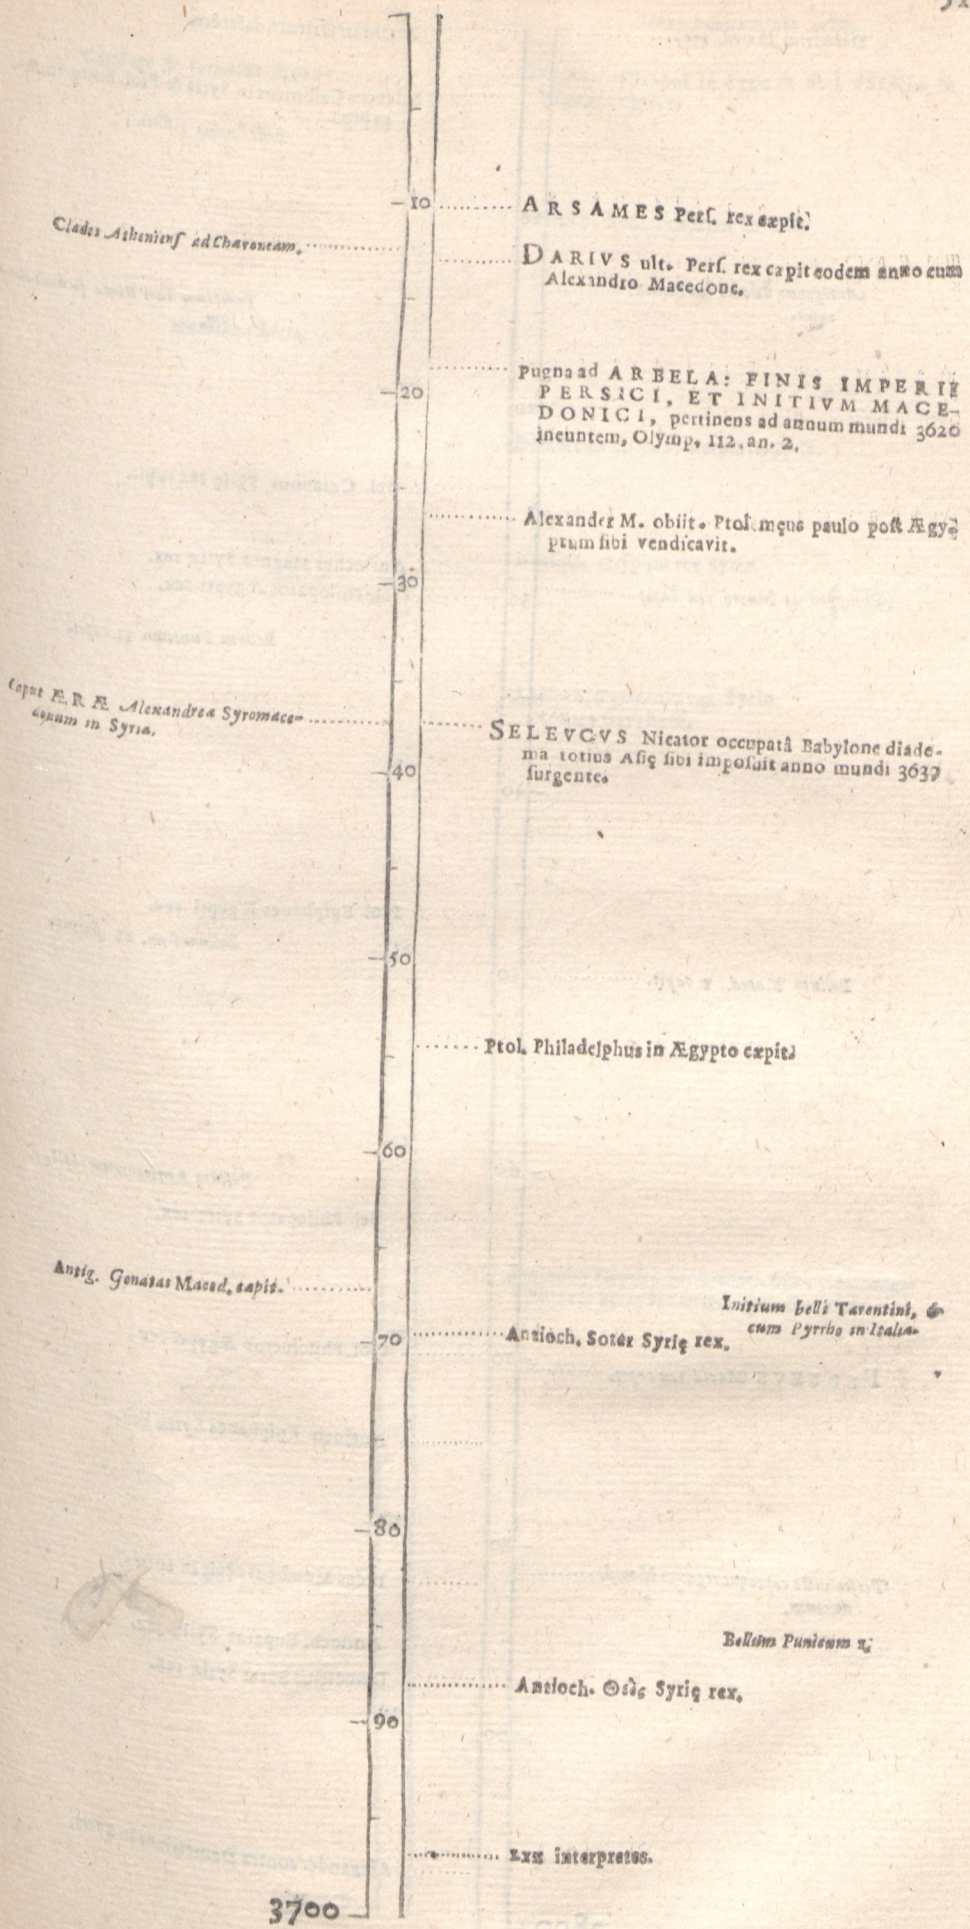 10
ARSAMES Pers. rex cæpit.
Clades Atheniens ad Chæroneam.
DARIVS ult. Pers. rex capit eodem anno cum
Alexandro Macedone.
Pugna ad ARBELA: FINIS IMPERII
PERSICI, ET INITIVM MACE-
DONICI, pertinens ad annum mundi 3620
ineuntem, Olymp. 112. an. 2.
20
Alexander M. obiit. Ptolemęus paulo post Ægy-
ptum sibi vendicavit.
30
Caput ÆRÆ Alexandreæ Syromace-
donum in Syria.
SELEVCVS Nicator occupatâ Babylone diade-
ma totius Asię sibi imposuit anno mundi 3637
surgente.
40
50
Ptol. Philadelphus in Ægypto cæpit.
60
Antig. Gonatas Maced. capit.
Initium belli Tarentini, &
cum Pyrrho in Italia.
70
Antioch. Soter Syrię rex.
80
Bellum Punicum 1.
Antioch. Θεὸς Syrię rex.
90
LXX interpretes.
3700